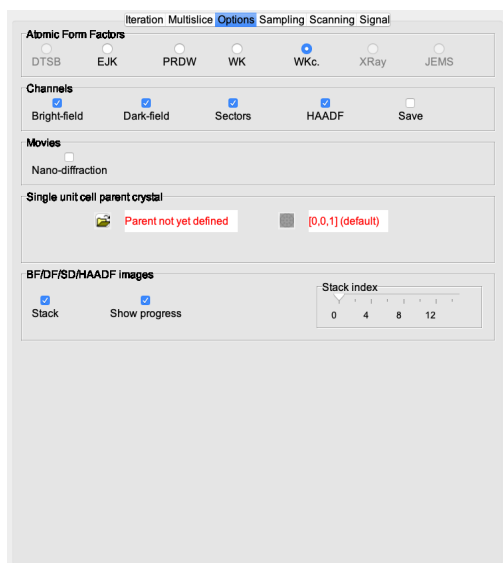 Iteration Multislice Options Sampling Scanning Signal
Atomic Form Factors
DTSB EJK PRDW WK WKc. XRay JEMS
Channels
Bright-field Dark-field Sectors HAADF Save
Movies
Nano-diffraction
Single unit cell parent crystal
Parent not yet defined [0,0,1] (default)
BF/DF/SD/HAADF images
Stack index
Stack Show progress
0 4 8 12